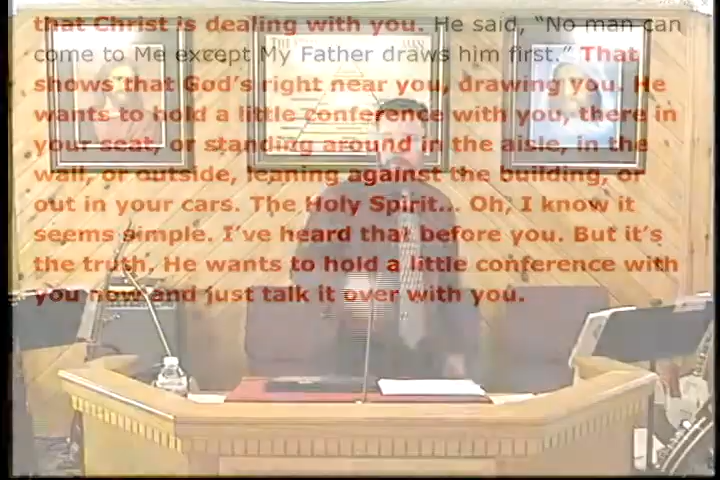 that Christ is dealing with you. He said, “No man can
come to Me except My Father draws him first.” That
shows that God’s right near you, drawing you. He
wants to hold a little conference with you, there in
your seat, or standing around in the aisle, in the
wall, or outside, leaning against the building, or
out in your cars. The Holy Spirit... Oh, I know it
seems simple. I’ve heard that before you. But it’s
the truth. He wants to hold a little conference with
you now and just talk it over with you.